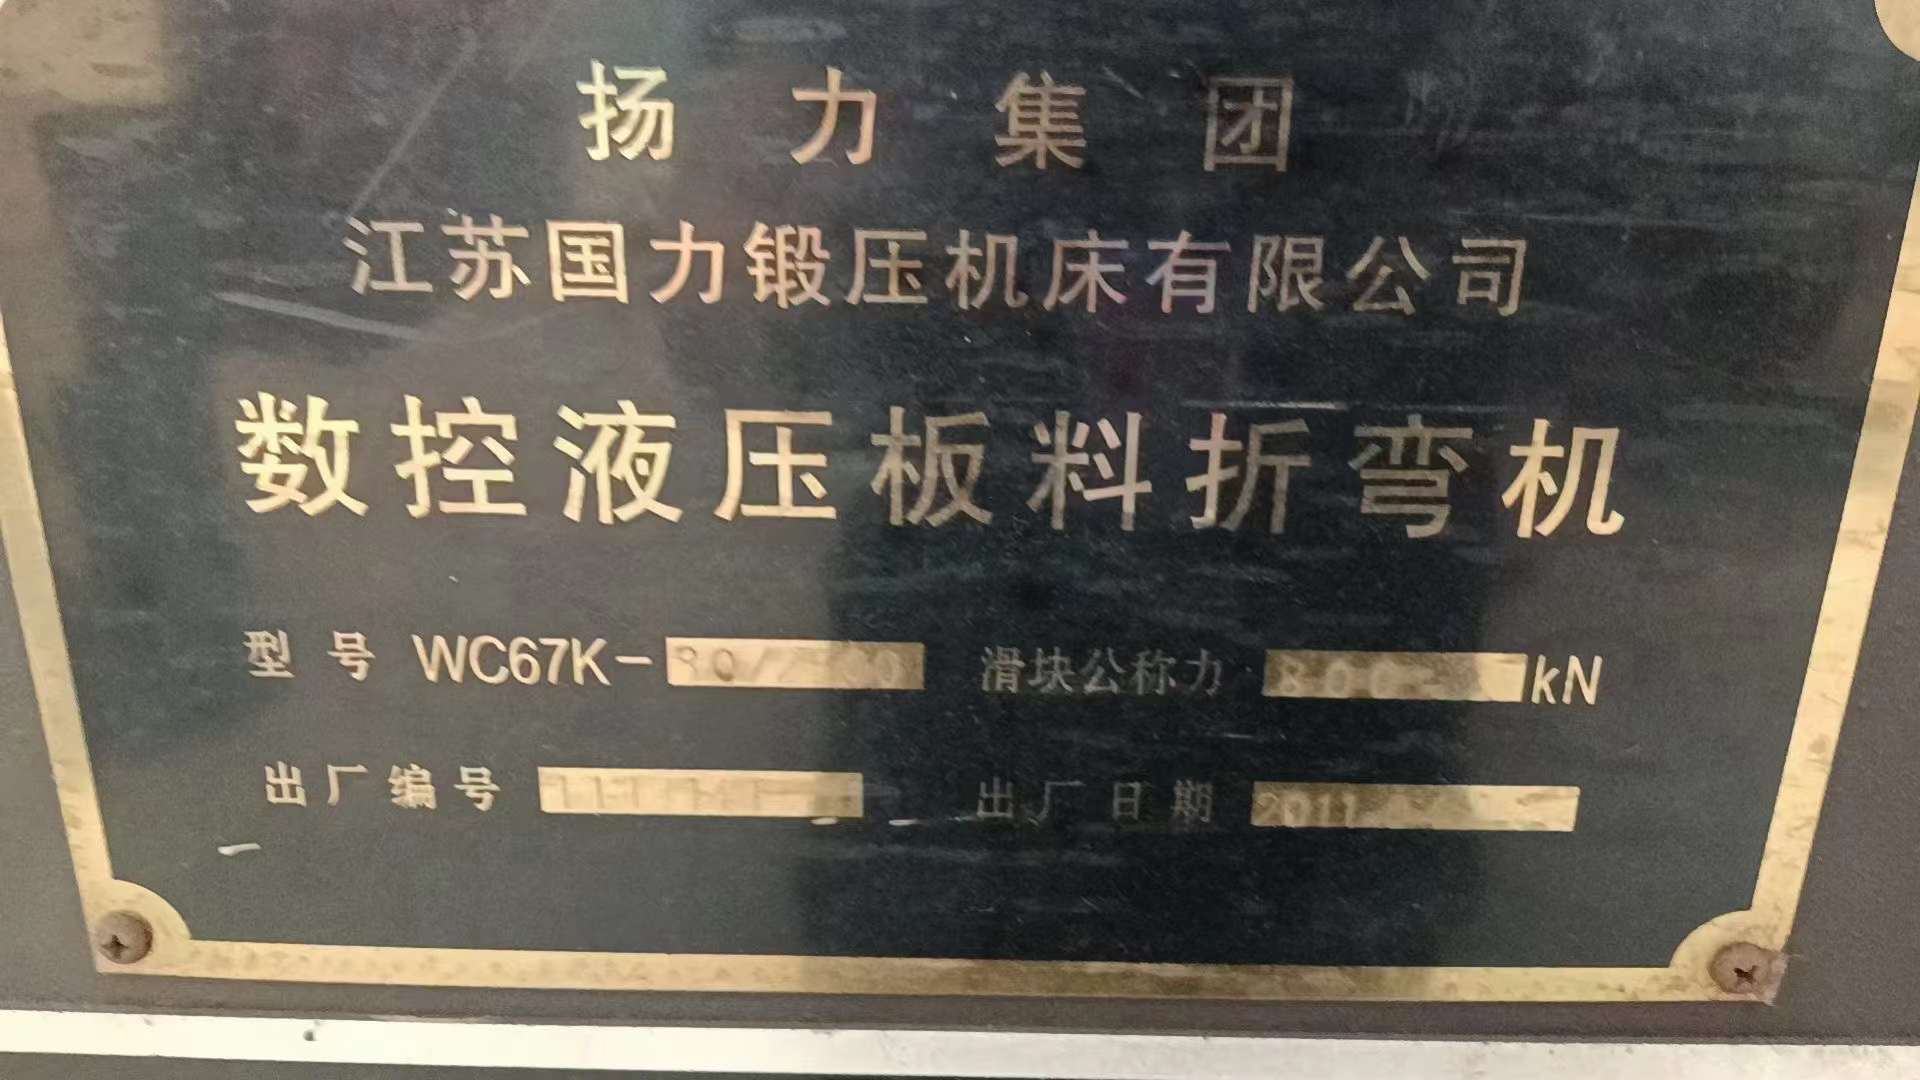 扬力集团
江苏国力锻压机床有限公司
数控液压板料折弯机
型号 WC67K- 滑块公称力 800 kN
出厂编号 出厂日期 2011